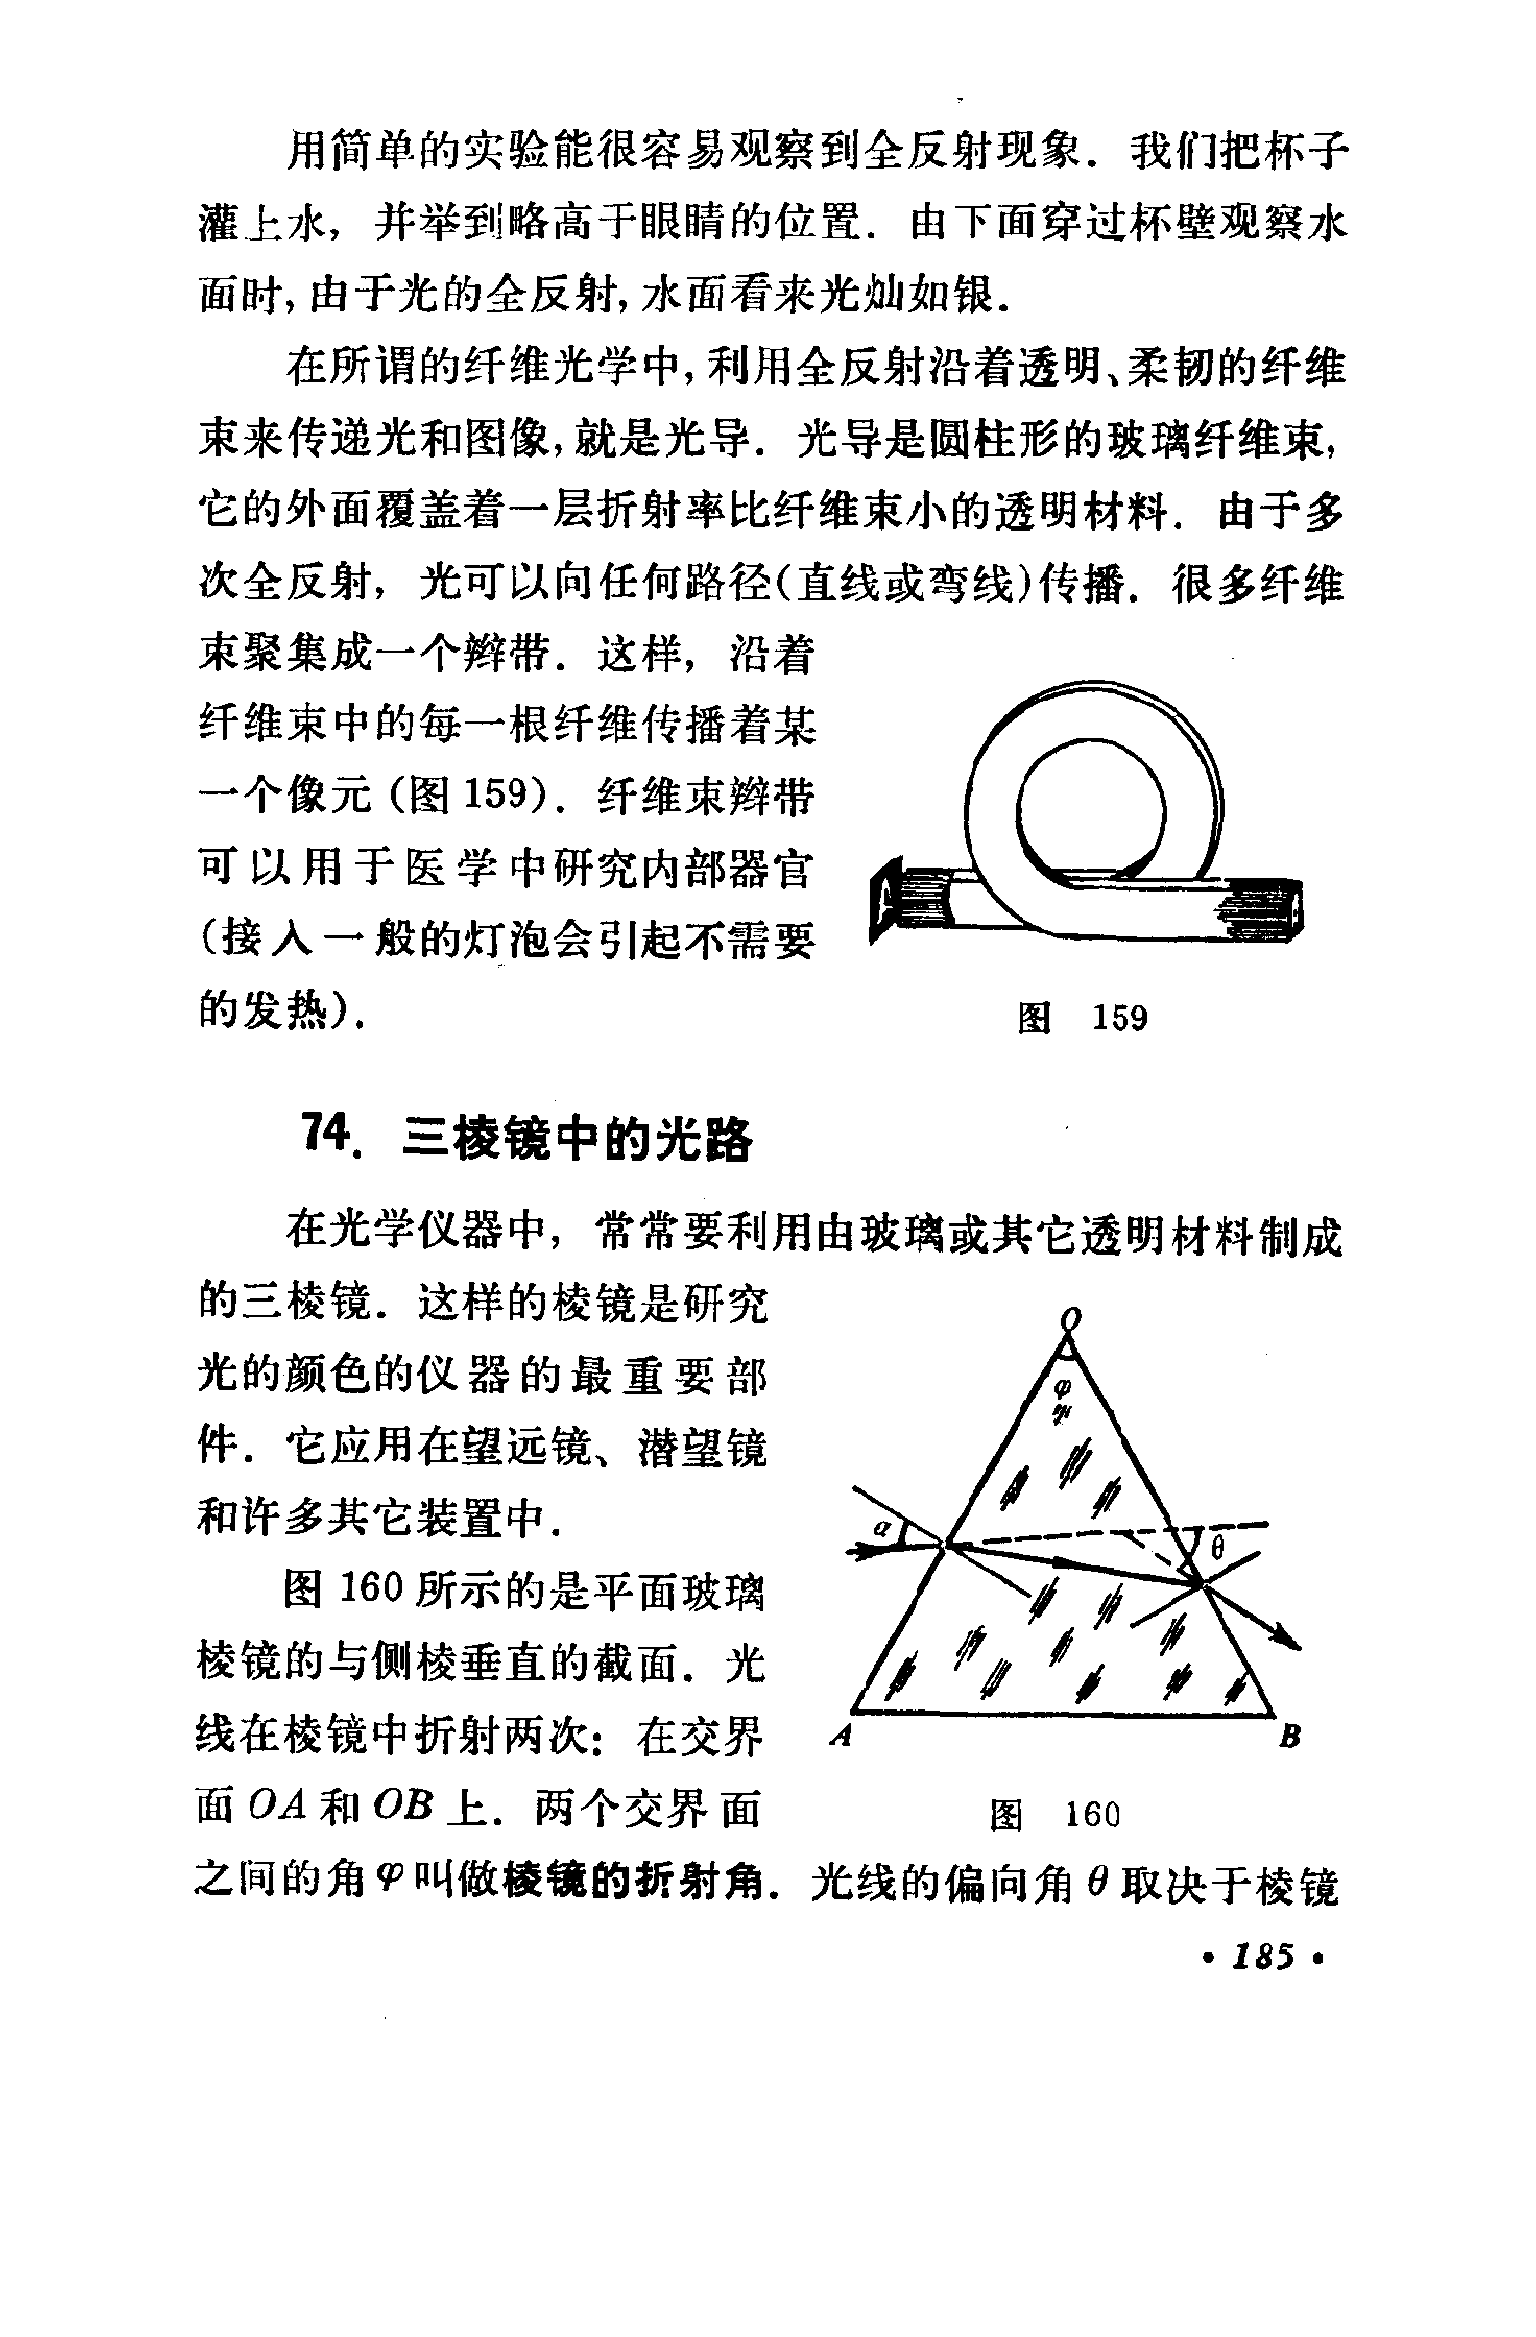 用简单的实验能很容易观察到全反射现象．我们把杯子
灌上水，并举到略高于眼睛的位置．由下面穿过杯壁观察水
面时，由于光的全反射，水面看来光灿如银．
在所谓的纤维光学中，利用全反射沿着透明、柔韧的纤维
束来传递光和图像，就是光导．光导是圆柱形的玻璃纤维束，
它的外面覆盖着一层折射率比纤维束小的透明材料．由于多
次全反射，光可以向任何路径(直线或弯线)传播．很多纤维
束聚集成一个辫带．这样，沿着
纤维束中的每一根纤维传播着某
一个像元(图159)．纤维束辫带
可以用于医学中研究内部器官
(接入一般的灯泡会引起不需要
的发热)．
图 159
74．三棱镜中的光路
在光学仪器中，常常要利用由玻璃或其它透明材料制成
的三棱镜．这样的棱镜是研究
光的颜色的仪器的最重要部
件．它应用在望远镜、潜望镜
和许多其它装置中．
图160所示的是平面玻璃
棱镜的与侧棱垂直的截面．光
线在棱镜中折射两次：在交界
面OA和OB上．两个交界面
O
φ
α
θ
A
B
图 160
之间的角φ叫做棱镜的折射角．光线的偏向角θ取决于棱镜
·185·